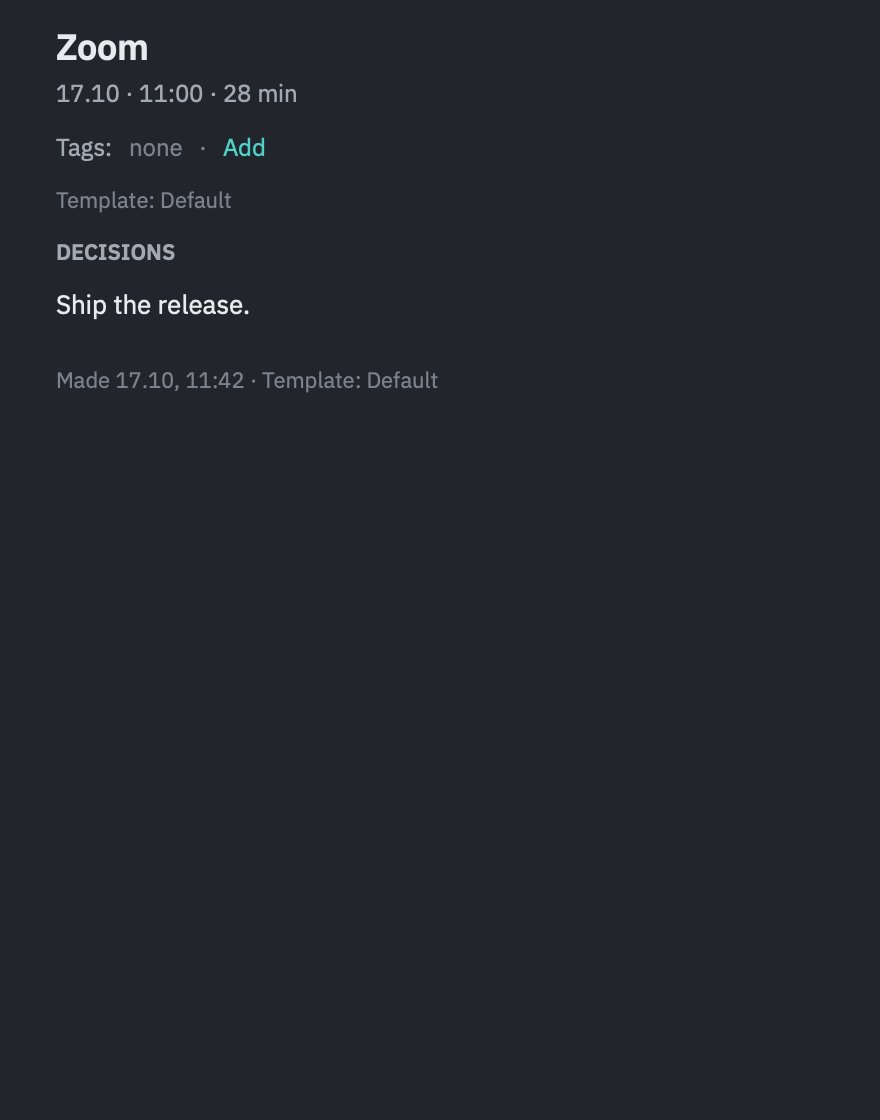 Zoom
17.10 · 11:00 · 28 min
Tags: none · Add
Template: Default
DECISIONS
Ship the release.
Made 17.10, 11:42 · Template: Default